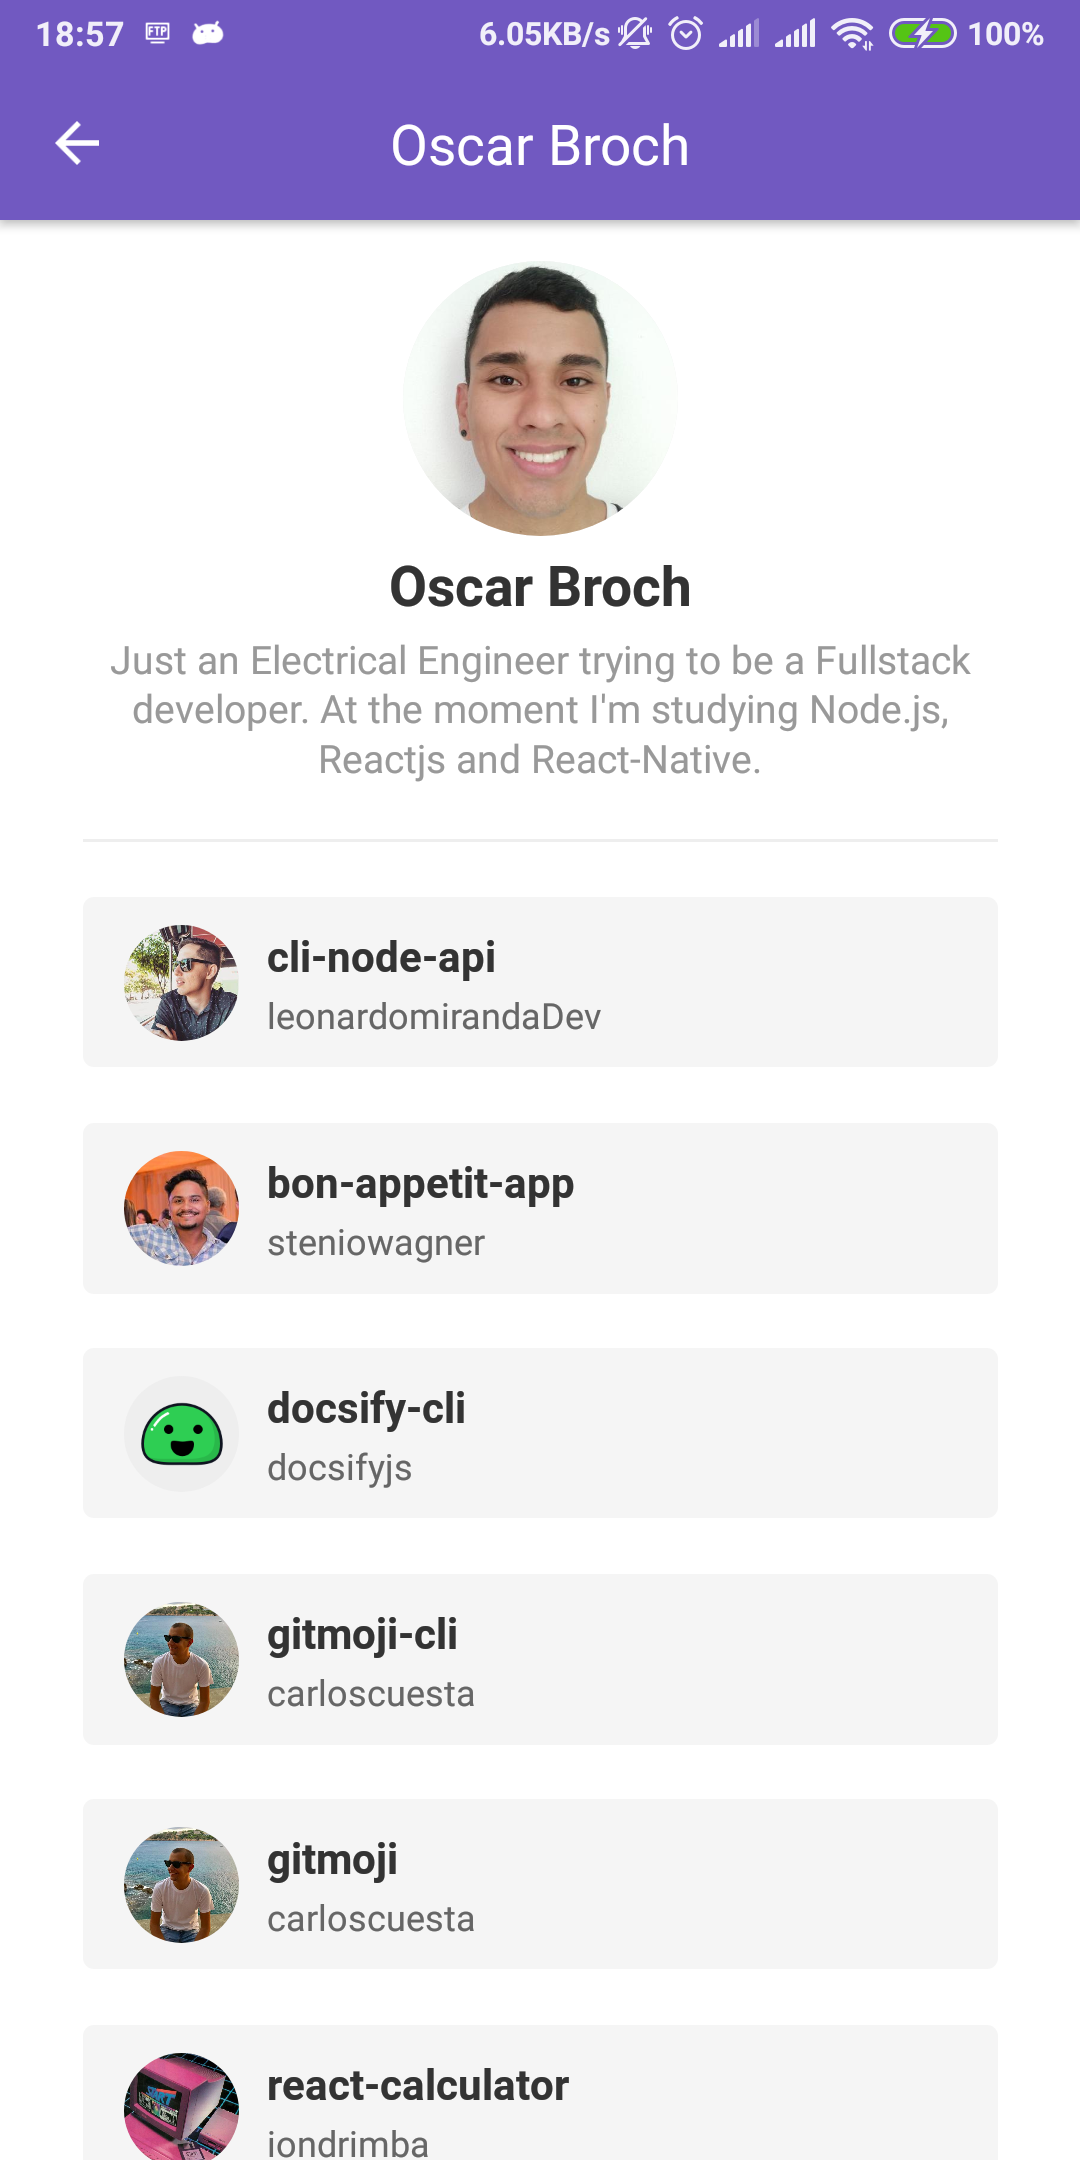 18:57 FTP 6.05KB/s 100%
Oscar Broch
Oscar Broch
Just an Electrical Engineer trying to be a Fullstack
developer. At the moment I'm studying Node.js,
Reactjs and React-Native.
cli-node-api
leonardomirandaDev
bon-appetit-app
steniowagner
docsify-cli
docsifyjs
gitmoji-cli
carloscuesta
gitmoji
carloscuesta
START
react-calculator
iondrimba